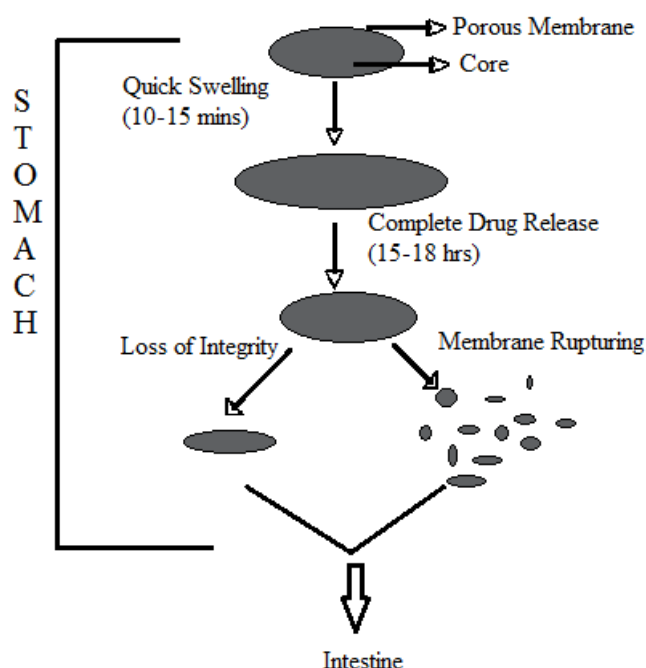 Porous Membrane
Core
Quick Swelling
(10-15 mins)
STOMACH
Complete Drug Release
(15-18 hrs)
Loss of Integrity
Membrane Rupturing
Intestine